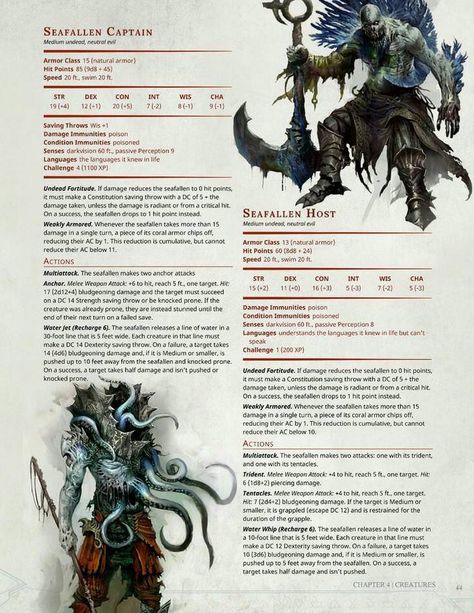 SEAFALLEN CAPTAIN
Medium undead, neutral evil
Armor Class 15 (natural armor)
Hit Points 85 (9d8 + 45)
Speed 20 ft., swim 20 ft.
STR DEX CON INT WIS CHA
19 (+4) 12 (+1) 20 (+5) 7 (-2) 8 (-1) 9 (-1)
Saving Throws Wis +1
Damage Immunities poison
Condition Immunities poisoned
Senses darkvision 60 ft., passive Perception 9
Languages the languages it knew in life
Challenge 4 (1100 XP)
Undead Fortitude. If damage reduces the seafallen to 0 hit points,
it must make a Constitution saving throw with a DC of 5 + the
damage taken, unless the damage is radiant or from a critical hit.
On a success, the seafallen drops to 1 hit point instead.
Weakly Armored. Whenever the seafallen takes more than 15
damage in a single turn, a piece of its coral armor chips off,
reducing their AC by 1. This reduction is cumulative, but cannot
reduce their AC below 11.
ACTIONS
Multiattack. The seafallen makes two anchor attacks
Anchor. Melee Weapon Attack: +6 to hit, reach 5 ft., one target. Hit:
17 (2d12+4) bludgeoning damage and the target must succeed
on a DC 14 Strength saving throw or be knocked prone. If the
creature was already prone, they are instead stunned until the
end of their next turn on a failed save.
Water Jet (Recharge 6). The seafallen releases a line of water in a
30-foot line that is 5 feet wide. Each creature in that line must
make a DC 14 Dexterity saving throw. On a failure, a target takes
14 (4d6) bludgeoning damage and, if it is Medium or smaller, is
pushed up to 10 feet away from the seafallen and knocked prone.
On a success, a target takes half damage and isn't pushed or
knocked prone.
SEAFALLEN HOST
Medium undead, neutral evil
Armor Class 13 (natural armor)
Hit Points 60 (8d8 + 24)
Speed 20 ft., swim 20 ft.
STR DEX CON INT WIS CHA
15 (+2) 11 (+0) 16 (+3) 5 (-3) 7 (-2) 5 (-3)
Damage Immunities poison
Condition Immunities poisoned
Senses darkvision 60 ft., passive Perception 8
Languages understands the languages it knew in life but can't
speak
Challenge 1 (200 XP)
Undead Fortitude. If damage reduces the seafallen to 0 hit points,
it must make a Constitution saving throw with a DC of 5 + the
damage taken, unless the damage is radiant or from a critical hit.
On a success, the seafallen drops to 1 hit point instead.
Weakly Armored. Whenever the seafallen takes more than 15
damage in a single turn, a piece of its coral armor chips off,
reducing their AC by 1. This reduction is cumulative, but cannot
reduce their AC below 10.
ACTIONS
Multiattack. The seafallen makes two attacks: one with its trident,
and one with its tentacles.
Trident. Melee Weapon Attack: +4 to hit, reach 5 ft., one target. Hit:
6 (1d8+2) piercing damage.
Tentacles. Melee Weapon Attack: +4 to hit, reach 5 ft., one target.
Hit: 7 (2d4+2) bludgeoning damage. If the target is Medium or
smaller, it is grappled (escape DC 12) and is restrained for the
duration of the grapple.
Water Whip (Recharge 6). The seafallen releases a line of water in
a 10-foot line that is 5 feet wide. Each creature in that line must
make a DC 12 Dexterity saving throw. On a failure, a target takes
10 (3d6) bludgeoning damage and, if it is Medium or smaller, is
pushed up to 5 feet away from the seafallen. On a success, a
target takes half damage and isn't pushed.
CHAPTER 4 | CREATURES
44